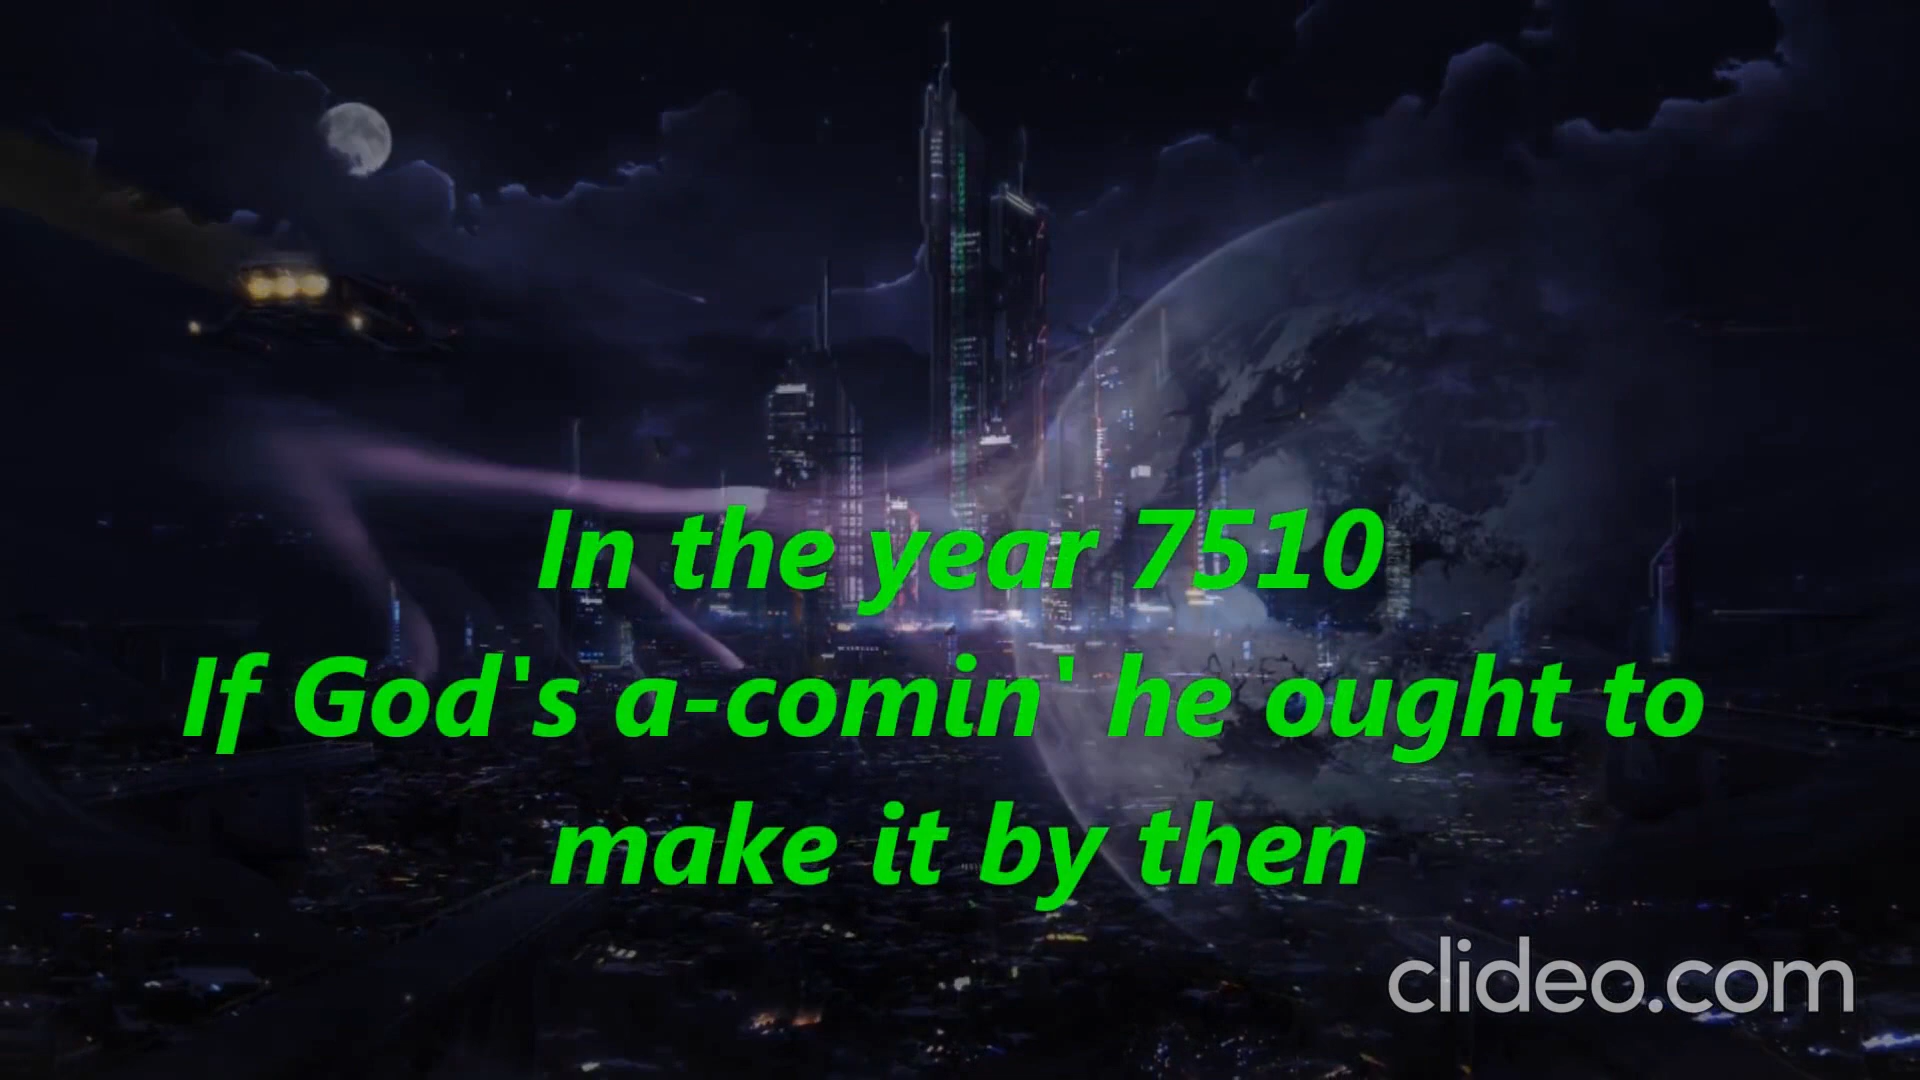 In the year 7510
If God's a-comin' he ought to
make it by then
clideo.com